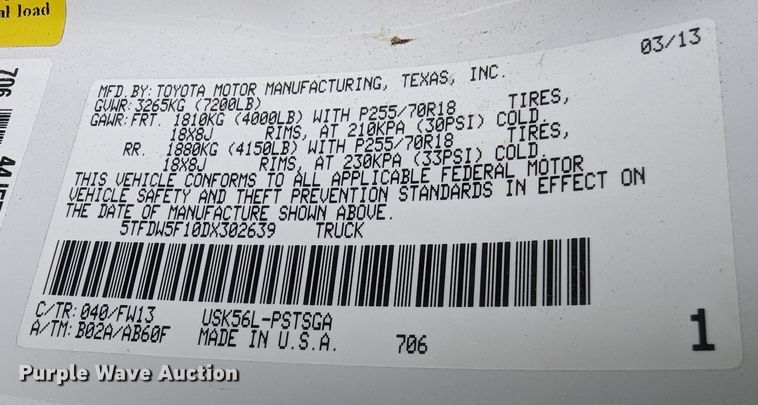 al load
706
03/13
MFD.BY:TOYOTA MOTOR MANUFACTURING, TEXAS, INC.
GVWR:3265KG (7200LB)
GAWR:FRT. 1810KG (4000LB) WITH P255/70R18 TIRES,
18X8J RIMS, AT 210KPA (30PSI) COLD.
RR. 1880KG (4150LB) WITH P255/70R18 TIRES,
18X8J RIMS, AT 230KPA (33PSI) COLD.
THIS VEHICLE CONFORMS TO ALL APPLICABLE FEDERAL MOTOR
VEHICLE SAFETY AND THEFT PREVENTION STANDARDS IN EFFECT ON
THE DATE OF MANUFACTURE SHOWN ABOVE.
5TFDW5F10DX302639 TRUCK
C/TR:040/FW13 USK56L-PSTSGA
A/TM:B02A/AB60F MADE IN U.S.A. 706
1
Purple Wave Auction